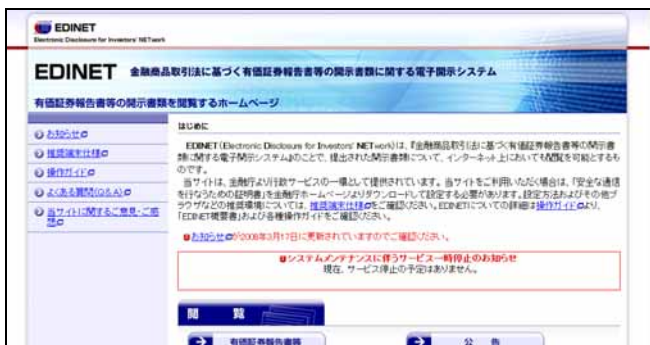 EDINET
Electronic Disclosure for Investors' NETwork
EDINET 金融商品取引法に基づく有価証券報告書等の開示書類に関する電子開示システム
有価証券報告書等の開示書類を閲覧するホームページ
お知らせ
推奨端末仕様
操作ガイド
よくある質問(Q&A)
当サイトに関するご意見・ご感
想
はじめに
EDINET(Electronic Disclosure for Investors' NETwork)は、『金融商品取引法に基づく有価証券報告書等の開示書
類に関する電子開示システム』のことで、提出された開示書類について、インターネット上においても閲覧を可能とするも
のです。
当サイトは、金融庁より行政サービスの一環として提供されています。当サイトをご利用いただく場合は、「安全な通信
を行なうための証明書」を金融庁ホームページよりダウンロードして設定する必要があります。設定方法およびその他ブ
ラウザなどの推奨環境については、推奨端末仕様をご確認ください。EDINETについての詳細は操作ガイドより、
「EDINET概要書」および各種操作ガイドをご確認ください。
お知らせが2008年3月17日に更新されていますのでご確認ください。
システムメンテナンスに伴うサービス一時停止のお知らせ
現在、サービス停止の予定はありません。
閲 覧
有価証券報告書等
公 告